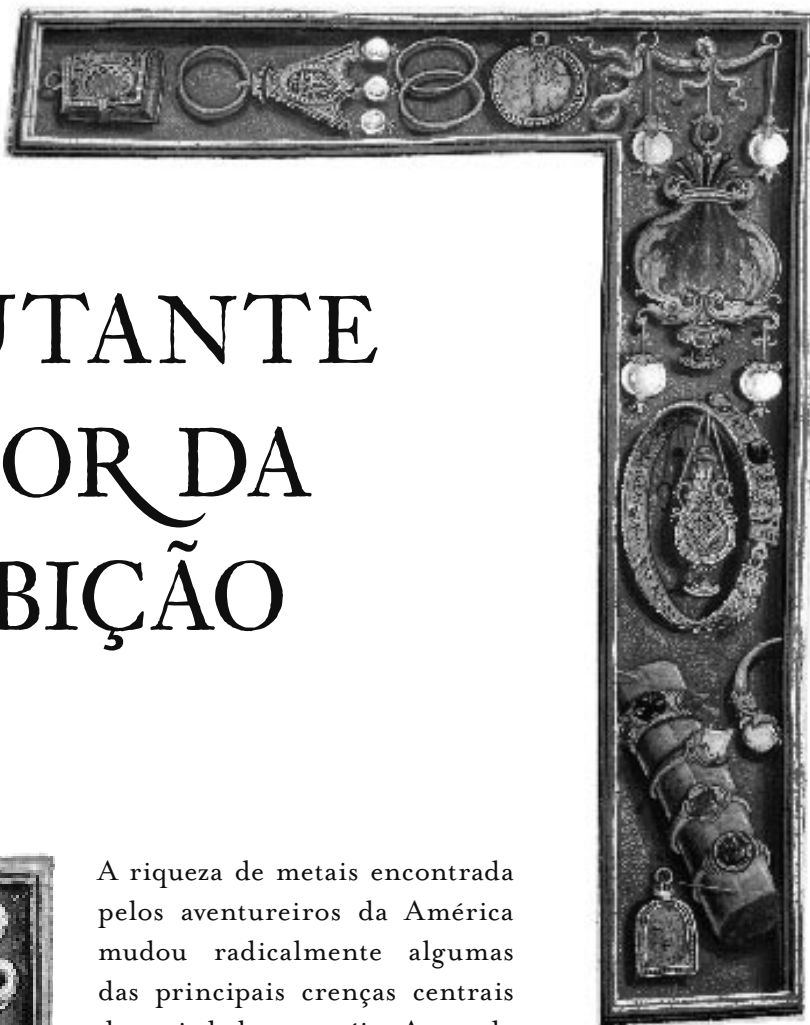 UTANTE
OR DA
BIÇÃO
A riqueza de metais encontrada
pelos aventureiros da América
mudou radicalmente algumas
das principais crenças centrais